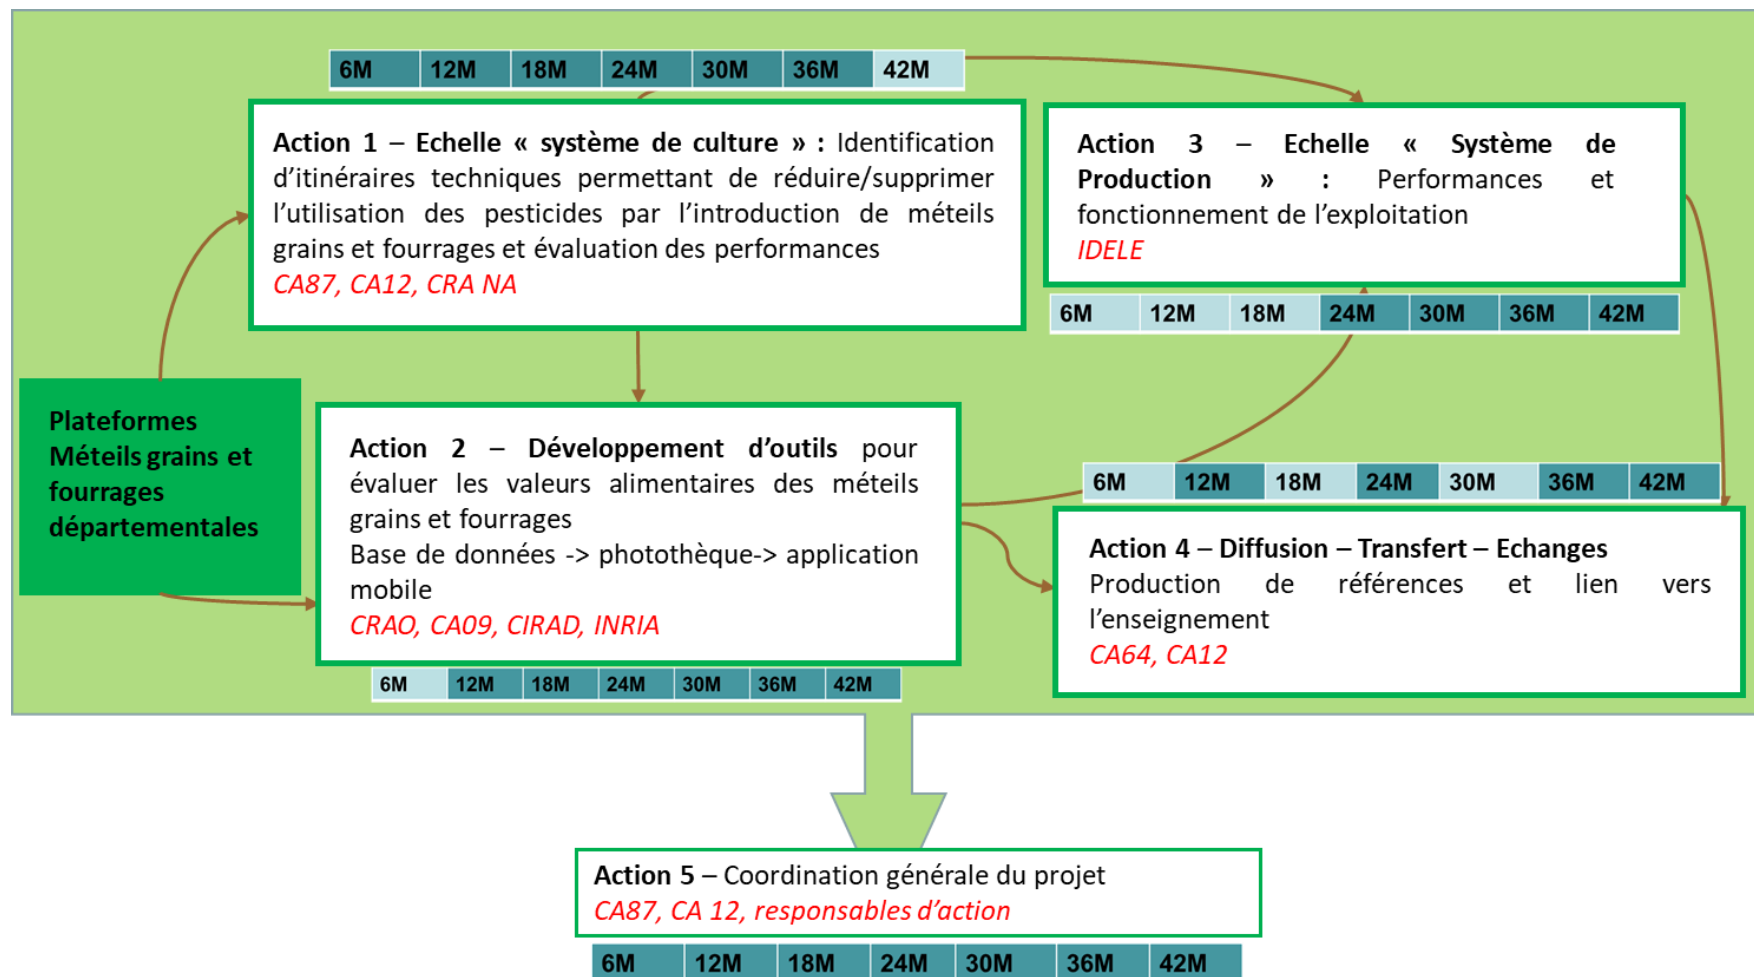 6M 12M 18M 24M 30M 36M 42M
Action 1 – Echelle « système de culture » : Identification
d’itinéraires techniques permettant de réduire/supprimer
l’utilisation des pesticides par l’introduction de méteils
grains et fourrages et évaluation des performances
CA87, CA12, CRA NA
Action 3 – Echelle « Système de
Production » : Performances et
fonctionnement de l’exploitation
IDELE
6M 12M 18M 24M 30M 36M 42M
Plateformes
Méteils grains et
fourrages
départementales
Action 2 – Développement d’outils pour
évaluer les valeurs alimentaires des méteils
grains et fourrages
Base de données -> photothèque-> application
mobile
CRAO, CA09, CIRAD, INRIA
6M 12M 18M 24M 30M 36M 42M
6M 12M 18M 24M 30M 36M 42M
Action 4 – Diffusion – Transfert – Echanges
Production de références et lien vers
l’enseignement
CA64, CA12
Action 5 – Coordination générale du projet
CA87, CA 12, responsables d’action
6M 12M 18M 24M 30M 36M 42M